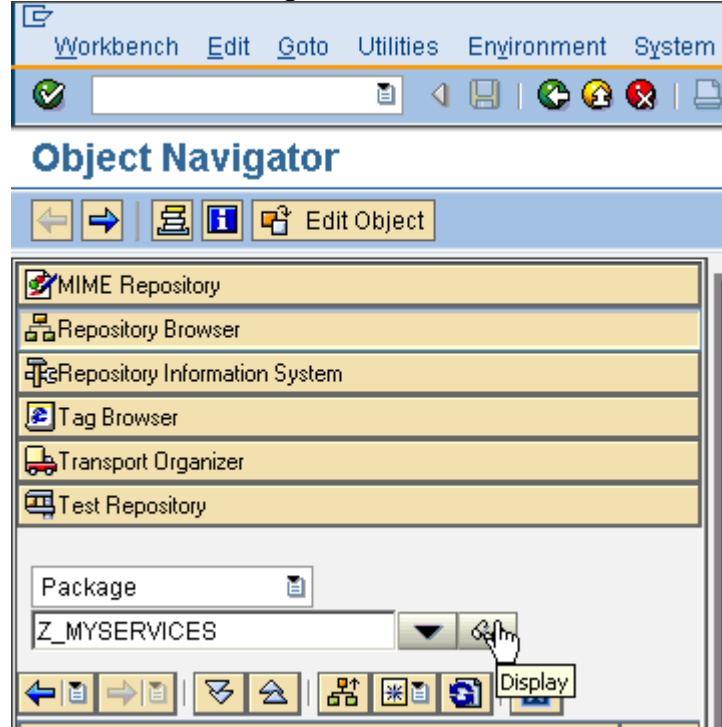 Workbench Edit Goto Utilities Environment System
Object Navigator
Edit Object
MIME Repository
Repository Browser
Repository Information System
Tag Browser
Transport Organizer
Test Repository
Package
Z_MYSERVICES
Display